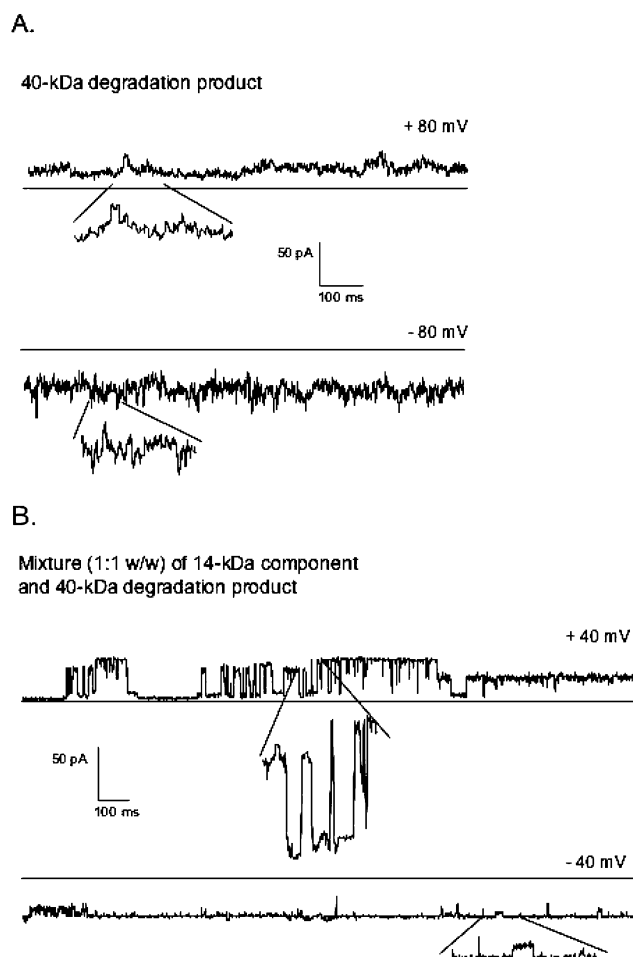 A.
40-kDa degradation product
+ 80 mV
50 pA
100 ms
- 80 mV
B.
Mixture (1:1 w/w) of 14-kDa component
and 40-kDa degradation product
+ 40 mV
50 pA
100 ms
- 40 mV